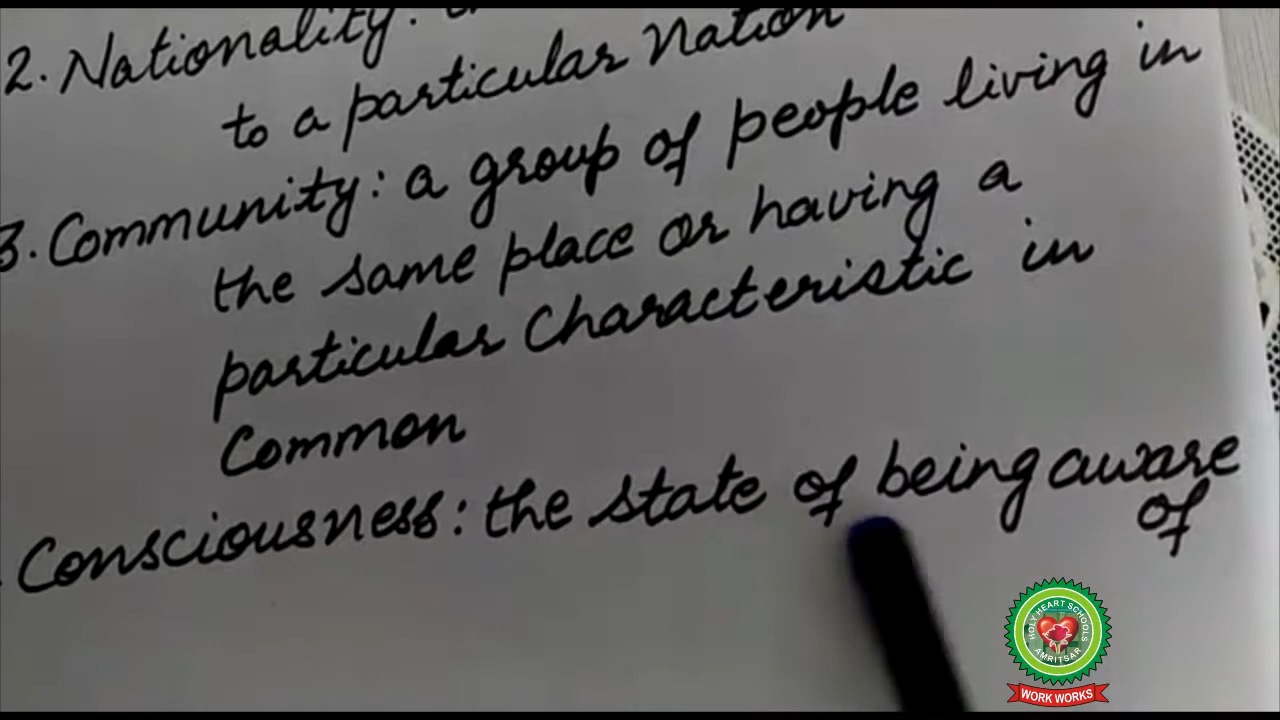 2. Nationality:
to a particular Nation
3. Community: a group of people living in
the same place or having a
particular Characteristic in
Common
Consciousness: the state of being aware
of
HOLY HEART SCHOOLS
AMRITSAR
WORK WORKS